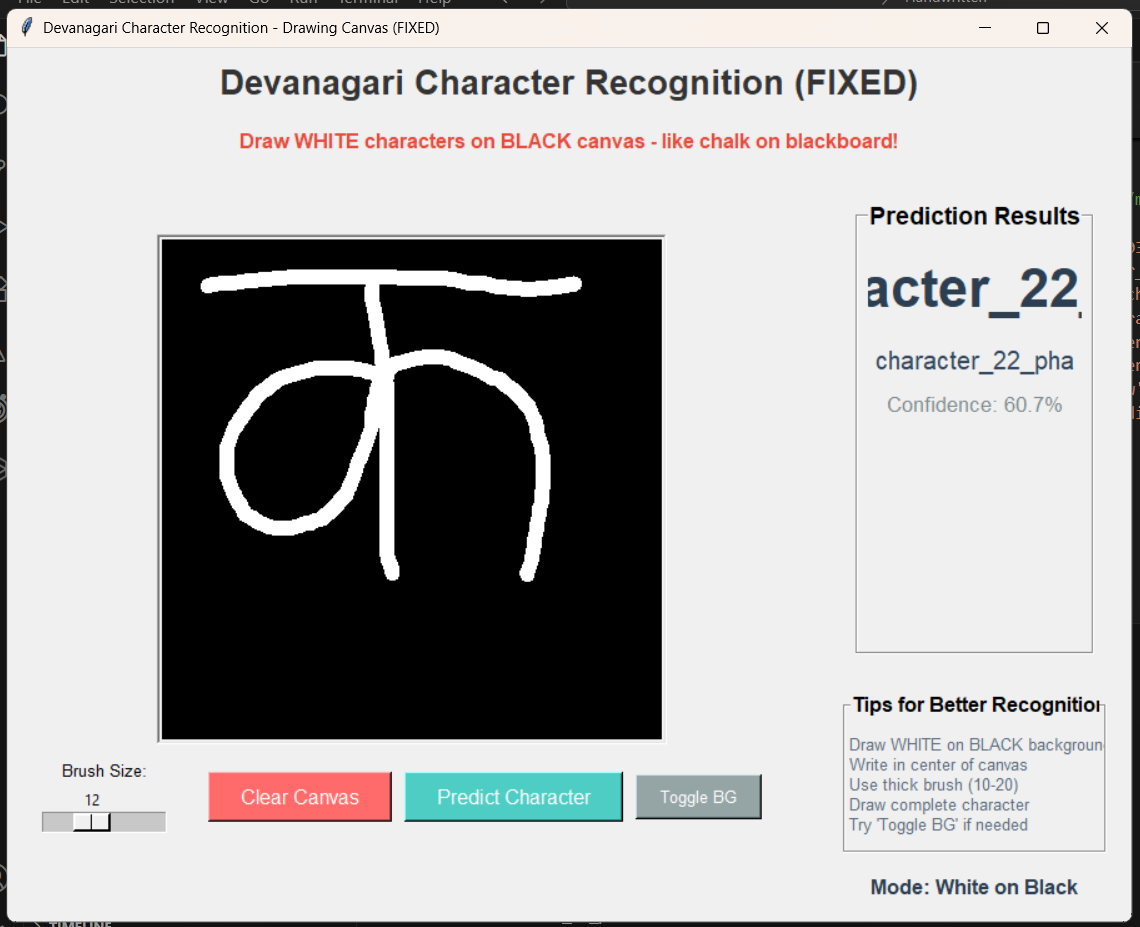 Devanagari Character Recognition - Drawing Canvas (FIXED)
Devanagari Character Recognition (FIXED)
Draw WHITE characters on BLACK canvas - like chalk on blackboard!
क
Prediction Results
acter_22_
character_22_pha
Confidence: 60.7%
Brush Size:
12
Clear Canvas
Predict Character
Toggle BG
Tips for Better Recognition
Draw WHITE on BLACK backgroun
Write in center of canvas
Use thick brush (10-20)
Draw complete character
Try 'Toggle BG' if needed
Mode: White on Black